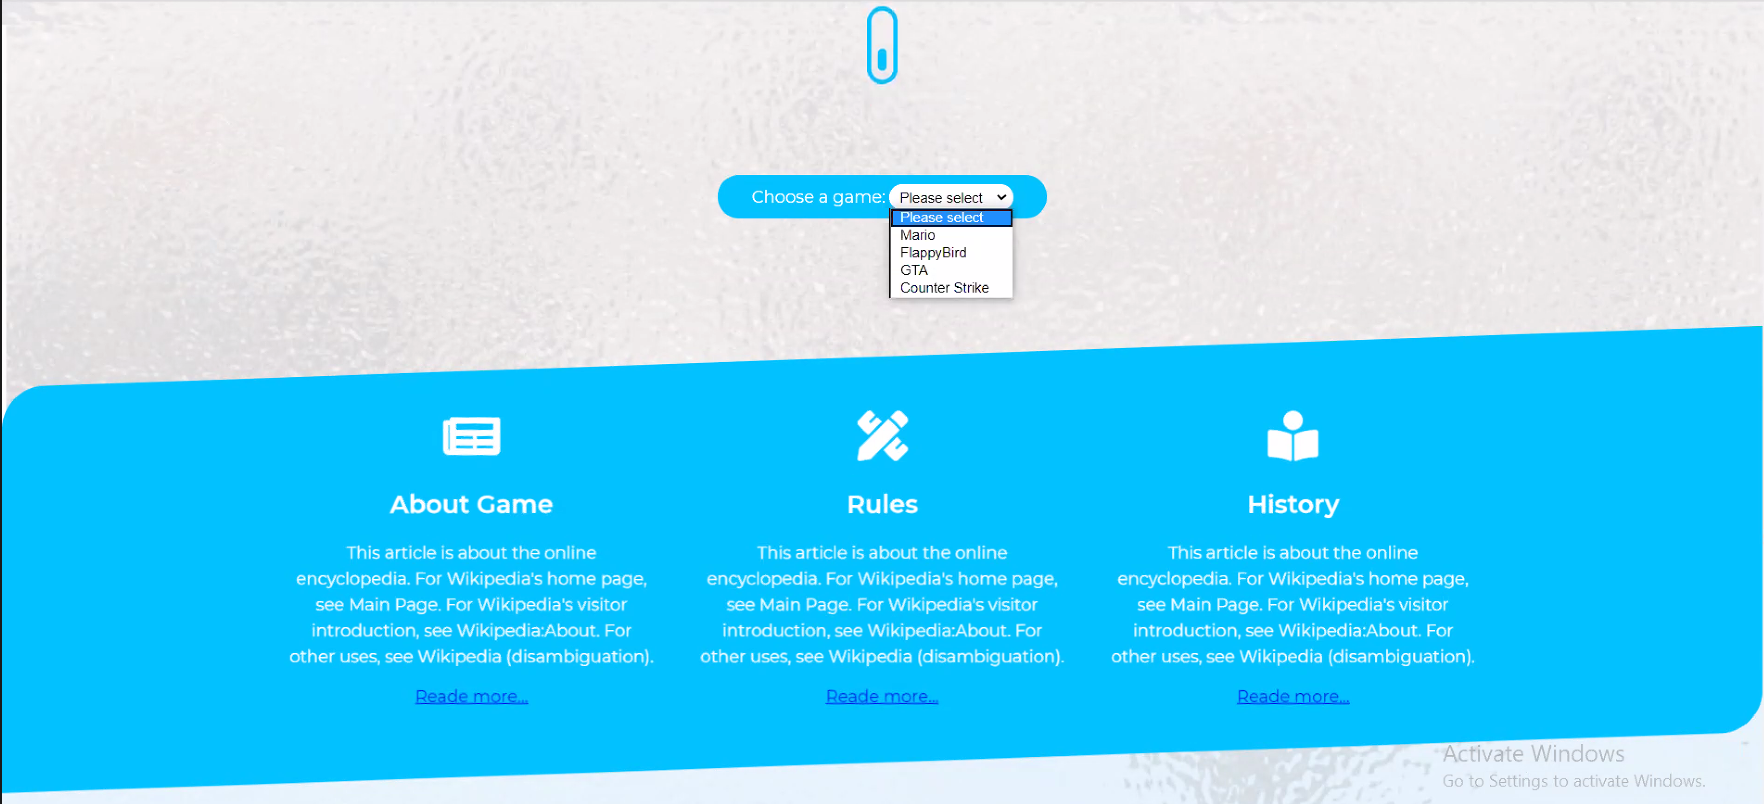 Choose a game: Please select
Please select
Mario
FlappyBird
GTA
Counter Strike
About Game
This article is about the online
encyclopedia. For Wikipedia's home page,
see Main Page. For Wikipedia's visitor
introduction, see Wikipedia:About. For
other uses, see Wikipedia (disambiguation).
Reade more...
Rules
This article is about the online
encyclopedia. For Wikipedia's home page,
see Main Page. For Wikipedia's visitor
introduction, see Wikipedia:About. For
other uses, see Wikipedia (disambiguation).
Reade more...
History
This article is about the online
encyclopedia. For Wikipedia's home page,
see Main Page. For Wikipedia's visitor
introduction, see Wikipedia:About. For
other uses, see Wikipedia (disambiguation).
Reade more...
Activate Windows
Go to Settings to activate Windows.